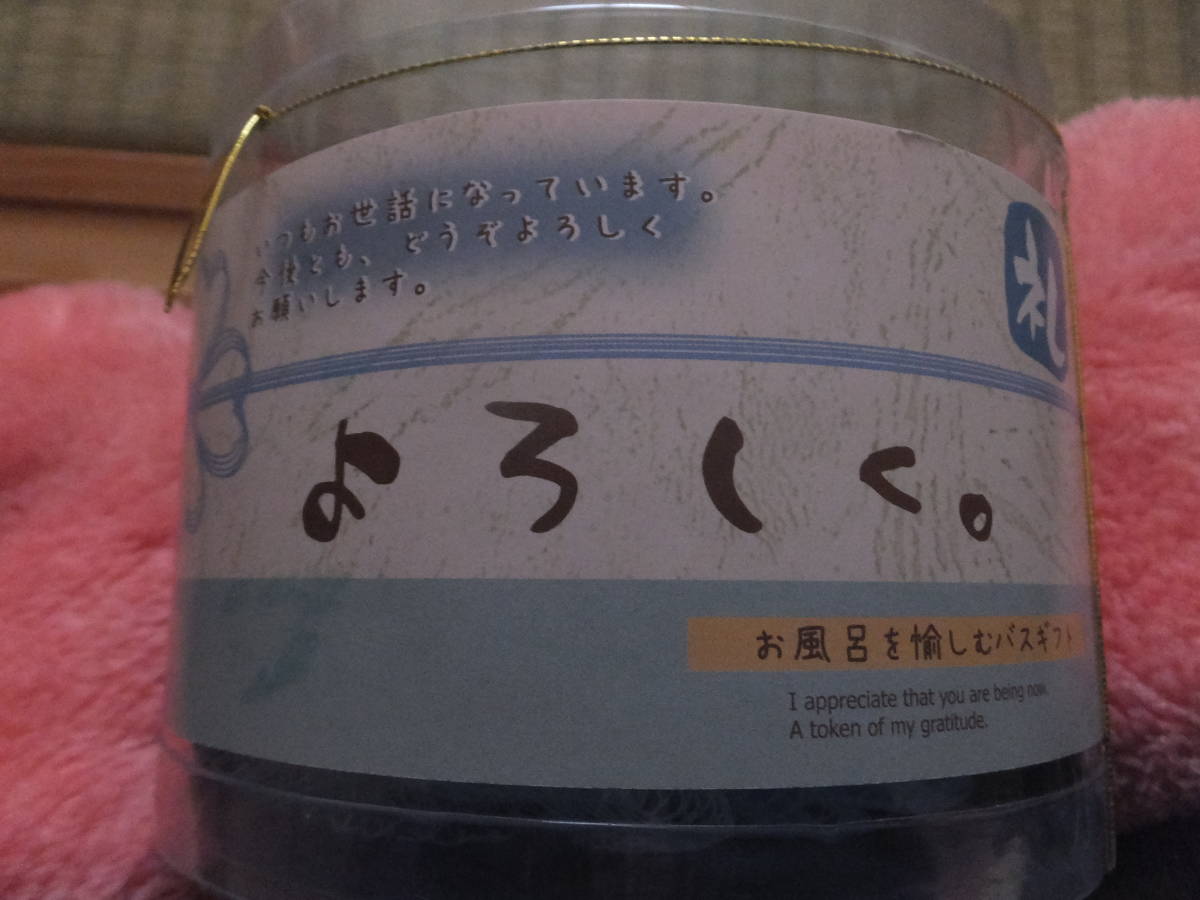 いつもお世話になっています。
今後とも、どうぞよろしく
お願いします。
礼
よろしく。
お風呂を愉しむバスギフト
I appreciate that you are being now.
A token of my gratitude.